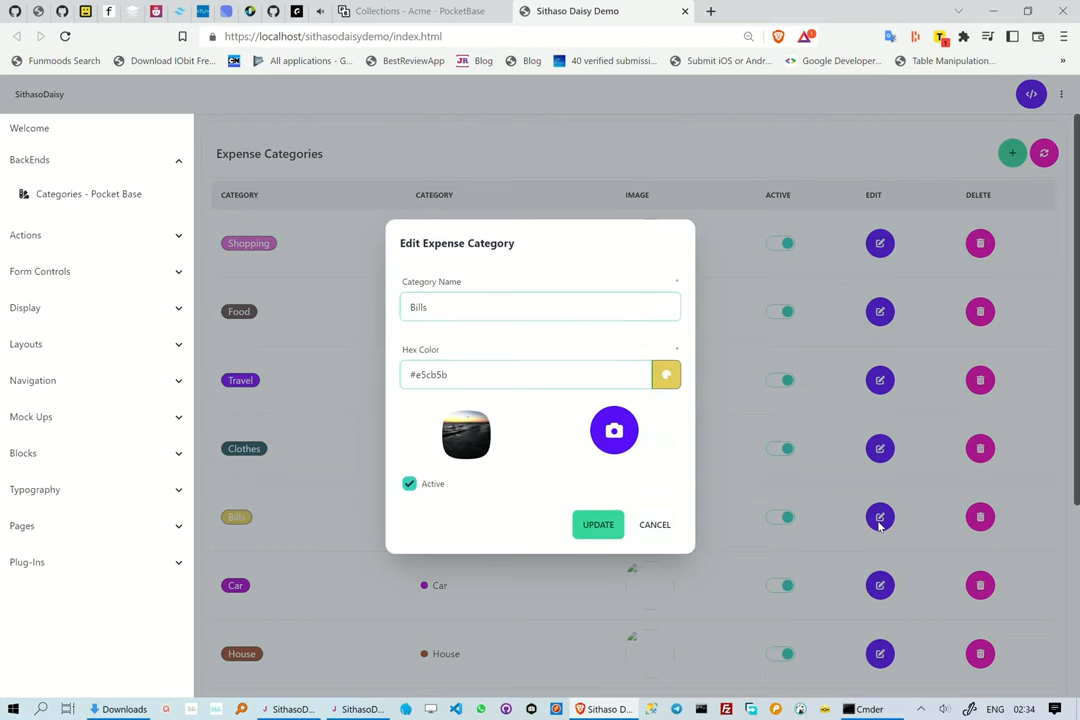 Collections - Acme - PocketBase
Sithaso Daisy Demo
https://localhost/sithasodaisydemo/index.html
Funmoods Search
Download IObit Fre...
All applications - G...
BestReviewApp
JR Blog
Blog
40 verified submissi...
Submit iOS or Andr...
Google Developer...
Table Manipulation...
SithasoDaisy
Welcome
BackEnds
Categories - Pocket Base
Actions
Form Controls
Display
Layouts
Navigation
Mock Ups
Blocks
Typography
Pages
Plug-Ins
Expense Categories
CATEGORY CATEGORY IMAGE ACTIVE EDIT DELETE
Shopping
Food
Travel
Clothes
Bills
Car Car
House House
Edit Expense Category
Category Name *
Bills
Hex Color *
#e5cb5b
Active
UPDATE CANCEL
Downloads
SithasoD...
SithasoD...
Sithaso D...
Cmder
ENG 02:34